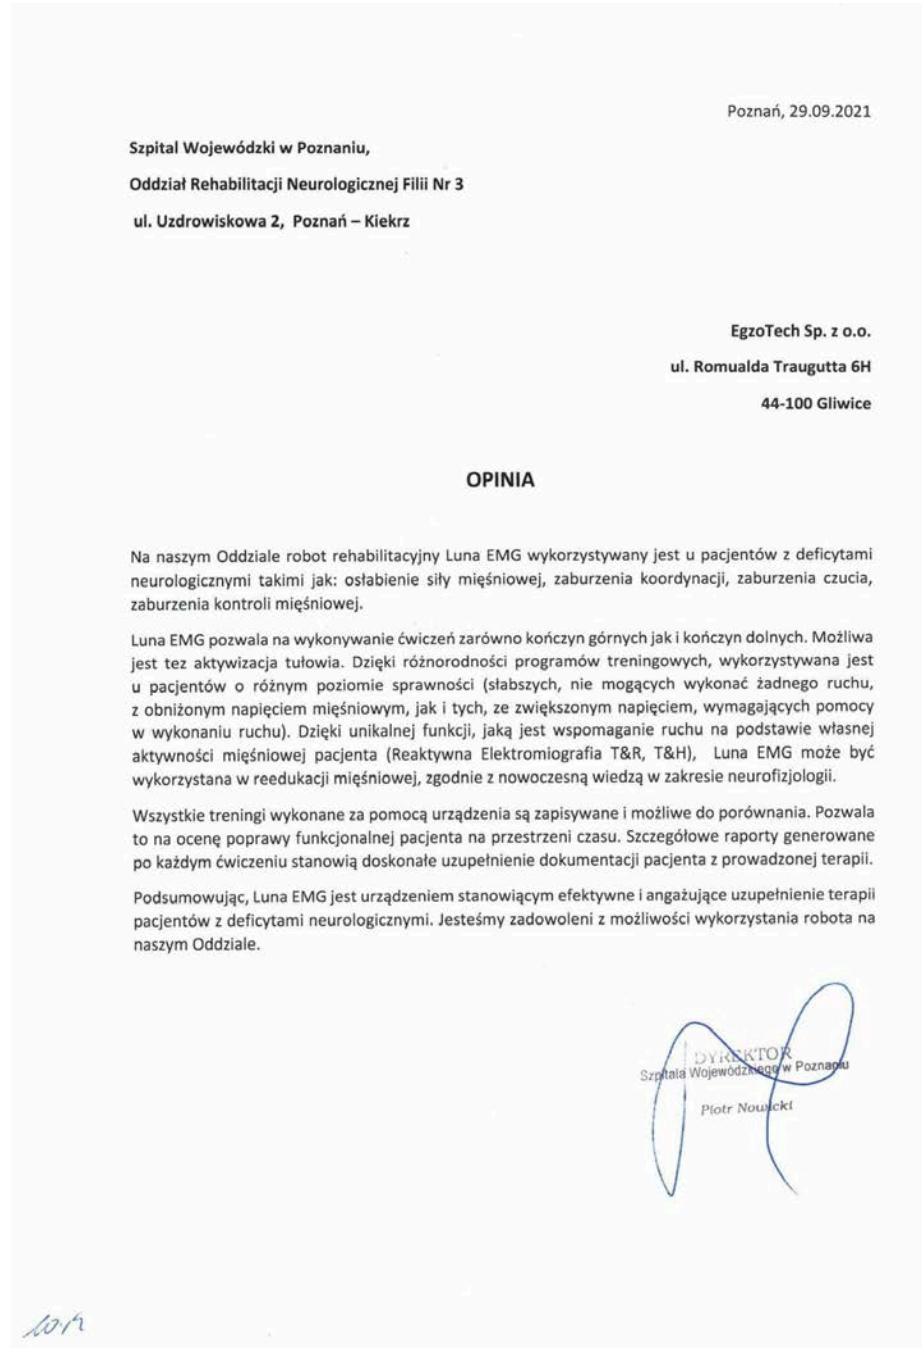 Poznań, 29.09.2021
Szpital Wojewódzki w Poznaniu,
Oddział Rehabilitacji Neurologicznej Filii Nr 3
ul. Uzdrowiskowa 2, Poznań – Kiekrz
EgzoTech Sp. z o.o.
ul. Romualda Traugutta 6H
44-100 Gliwice
OPINIA
Na naszym Oddziale robot rehabilitacyjny Luna EMG wykorzystywany jest u pacjentów z deficytami
neurologicznymi takimi jak: osłabienie siły mięśniowej, zaburzenia koordynacji, zaburzenia czucia,
zaburzenia kontroli mięśniowej.
Luna EMG pozwala na wykonywanie ćwiczeń zarówno kończyn górnych jak i kończyn dolnych. Możliwa
jest tez aktywizacja tułowia. Dzięki różnorodności programów treningowych, wykorzystywana jest
u pacjentów o różnym poziomie sprawności (słabszych, nie mogących wykonać żadnego ruchu,
z obniżonym napięciem mięśniowym, jak i tych, ze zwiększonym napięciem, wymagających pomocy
w wykonaniu ruchu). Dzięki unikalnej funkcji, jaką jest wspomaganie ruchu na podstawie własnej
aktywności mięśniowej pacjenta (Reaktywna Elektromiografia T&R, T&H), Luna EMG może być
wykorzystana w reedukacji mięśniowej, zgodnie z nowoczesną wiedzą w zakresie neurofizjologii.
Wszystkie treningi wykonane za pomocą urządzenia są zapisywane i możliwe do porównania. Pozwala
to na ocenę poprawy funkcjonalnej pacjenta na przestrzeni czasu. Szczegółowe raporty generowane
po każdym ćwiczeniu stanowią doskonałe uzupełnienie dokumentacji pacjenta z prowadzonej terapii.
Podsumowując, Luna EMG jest urządzeniem stanowiącym efektywne i angażujące uzupełnienie terapii
pacjentów z deficytami neurologicznymi. Jesteśmy zadowoleni z możliwości wykorzystania robota na
naszym Oddziale.
DYREKTOR
Szpitala Wojewódzkiego w Poznaniu
Piotr Nowicki